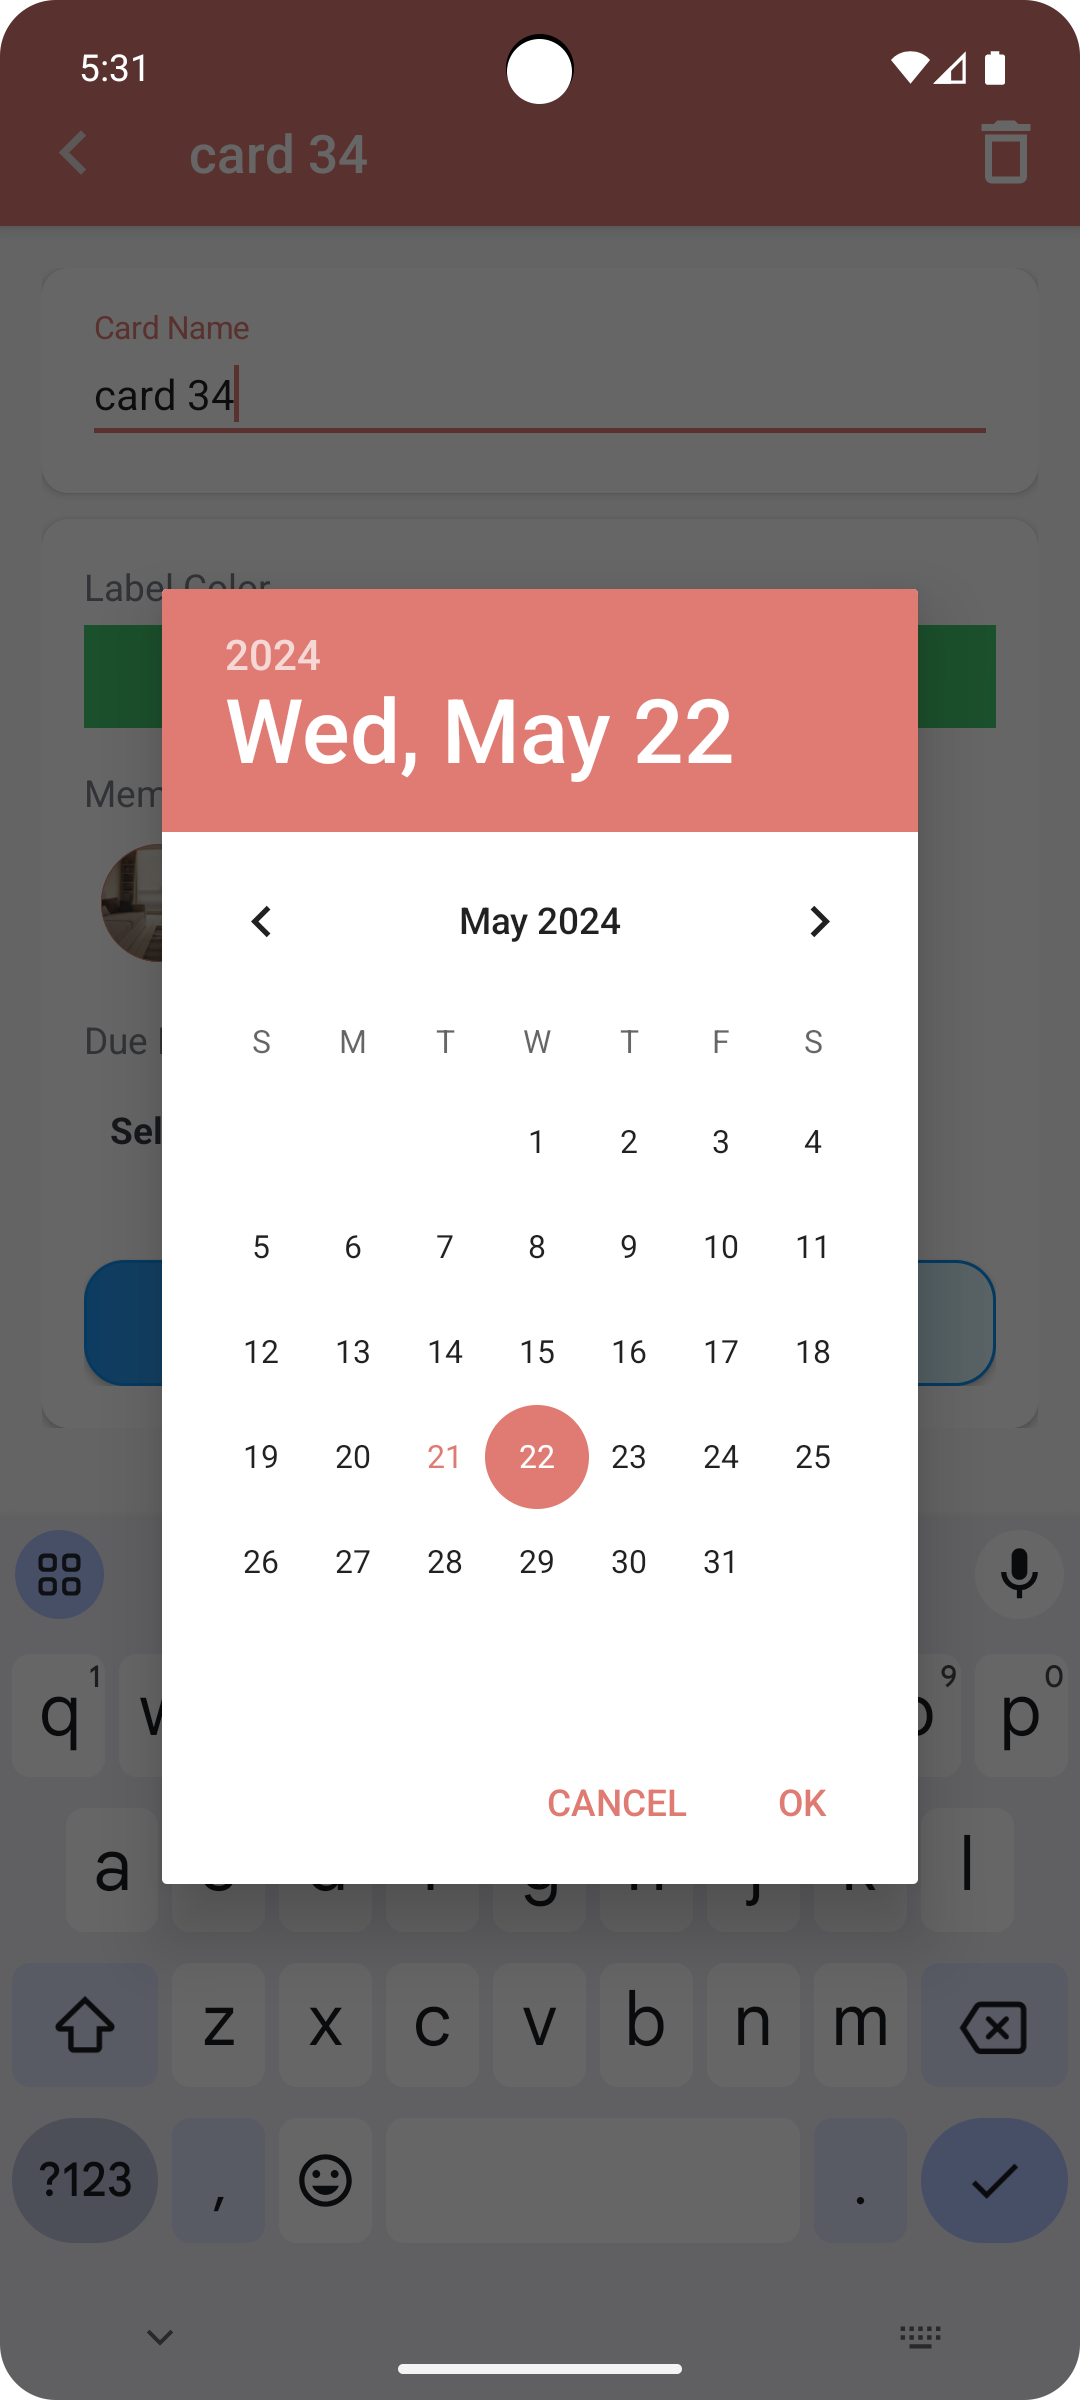 5:31
card 34
Card Name
card 34
Label Color
2024
Wed, May 22
May 2024
S M T W T F S
1 2 3 4
5 6 7 8 9 10 11
12 13 14 15 16 17 18
19 20 21 22 23 24 25
26 27 28 29 30 31
CANCEL OK
Mem
Due
Sel
q 1 w 9 p 0
a g j l
z x c v b n m
?123 , .